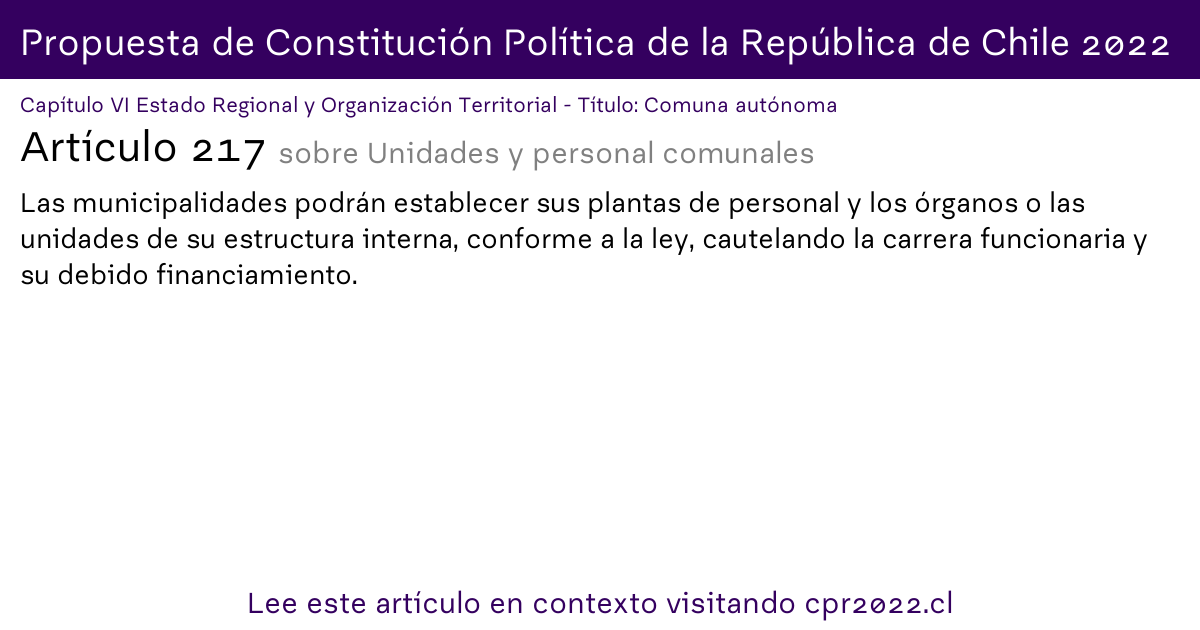 Propuesta de Constitución Política de la República de Chile 2022
Capítulo VI Estado Regional y Organización Territorial - Título: Comuna autónoma
Artículo 217 sobre Unidades y personal comunales
Las municipalidades podrán establecer sus plantas de personal y los órganos o las
unidades de su estructura interna, conforme a la ley, cautelando la carrera funcionaria y
su debido financiamiento.
Lee este artículo en contexto visitando cpr2022.cl